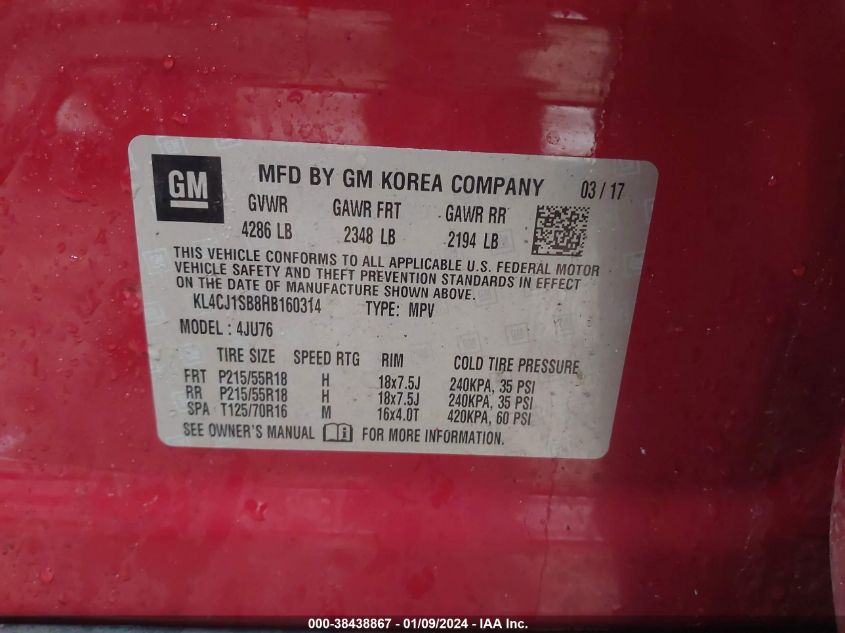 GM
MFD BY GM KOREA COMPANY 03 / 17
GVWR GAWR FRT GAWR RR
4286 LB 2348 LB 2194 LB
THIS VEHICLE CONFORMS TO ALL APPLICABLE U.S. FEDERAL MOTOR
VEHICLE SAFETY AND THEFT PREVENTION STANDARDS IN EFFECT
ON THE DATE OF MANUFACTURE SHOWN ABOVE.
KL4CJ1SB8HB160314 TYPE: MPV
MODEL : 4JU76
TIRE SIZE SPEED RTG RIM COLD TIRE PRESSURE
FRT P215/55R18 H 18x7.5J 240KPA, 35 PSI
RR P215/55R18 H 18x7.5J 240KPA, 35 PSI
SPA T125/70R16 M 16x4.0T 420KPA, 60 PSI
SEE OWNER'S MANUAL FOR MORE INFORMATION.
000-38438867 - 01/09/2024 - IAA Inc.